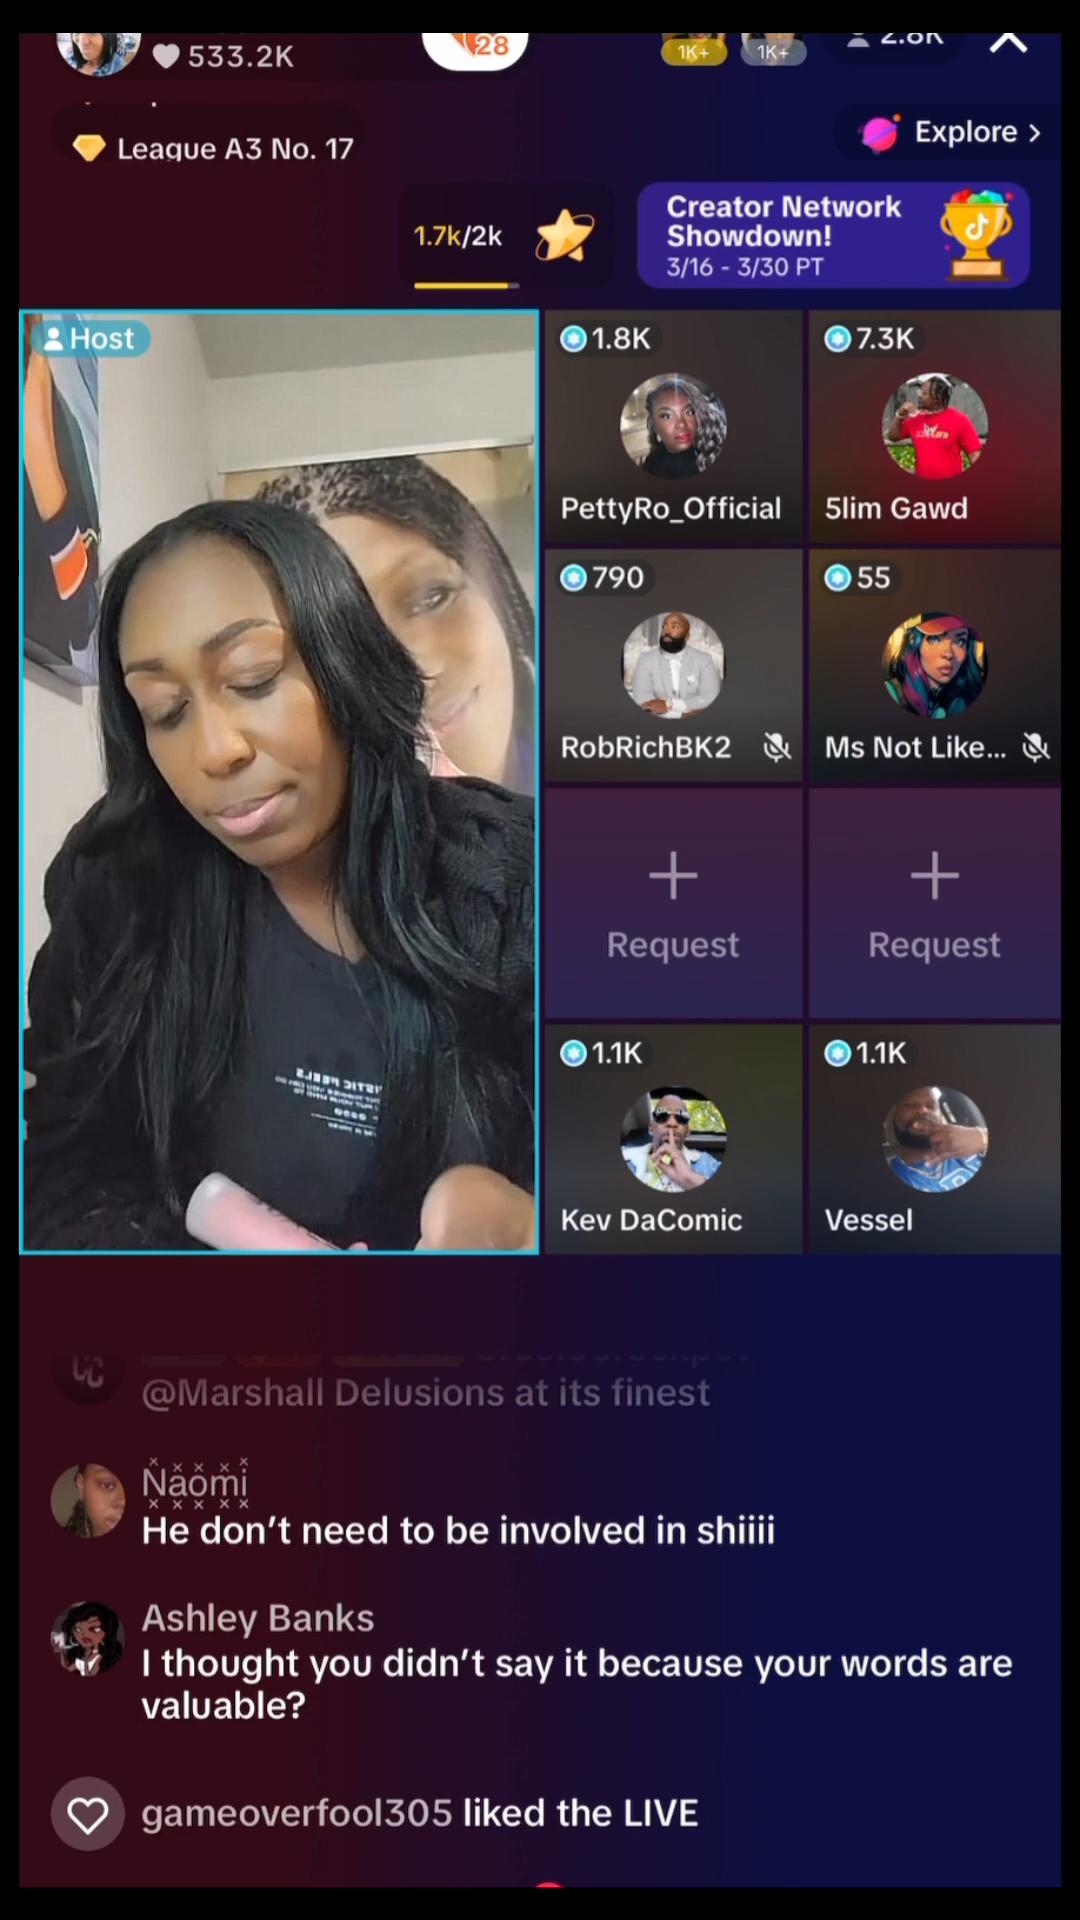 533.2K
28
1K+
1K+
2.8K
League A3 No. 17
Explore >
1.7k/2k
Creator Network
Showdown!
3/16 - 3/30 PT
Host
1.8K
7.3K
PettyRo_Official
5lim Gawd
790
55
RobRichBK2
Ms Not Like...
Request
Request
1.1K
1.1K
Kev DaComic
Vessel
@Marshall Delusions at its finest
Naomi
He don't need to be involved in shiiii
Ashley Banks
I thought you didn't say it because your words are
valuable?
gameoverfool305 liked the LIVE